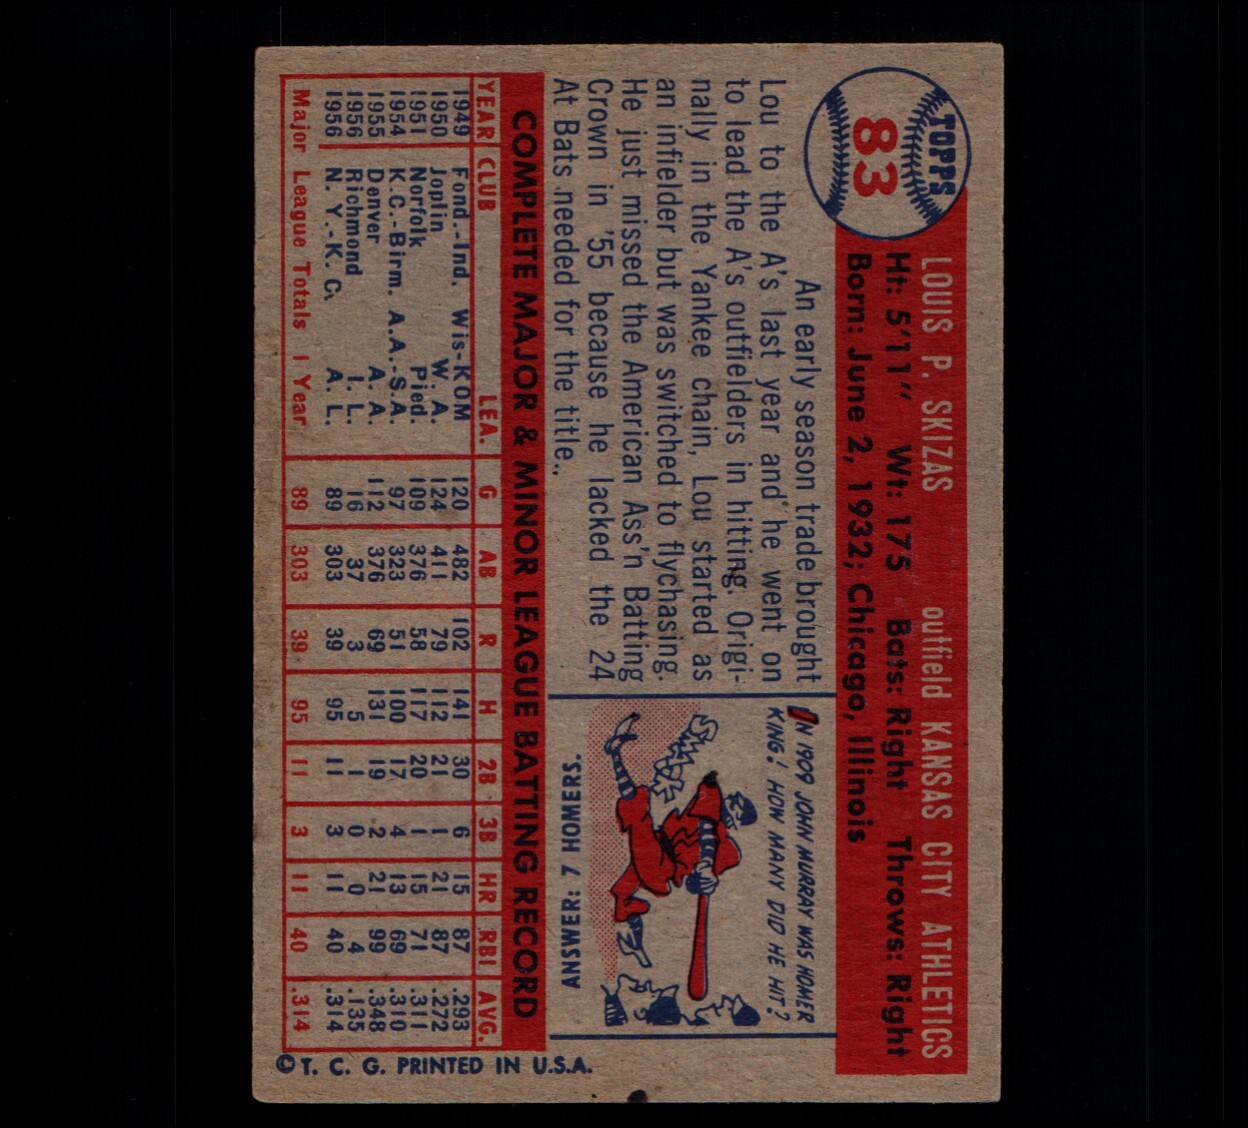 TOPPS
83
LOUIS P. SKIZAS outfield KANSAS CITY ATHLETICS
Ht: 5'11" Wt: 175 Bats: Right Throws: Right
Born: June 2, 1932; Chicago, Illinois
An early season trade brought
Lou to the A's last year and he went on
to lead the A's outfielders in hitting. Origi-
nally in the Yankee chain, Lou started as
an infielder but was switched to flychasing.
He just missed the American Ass'n Batting
Crown in '55 because he lacked the 24
At Bats needed for the title.
IN 1909 JOHN MURRAY WAS HOMER
KING! HOW MANY DID HE HIT?
SWAT
ANSWER: 7 HOMERS.
COMPLETE MAJOR & MINOR LEAGUE BATTING RECORD
YEAR CLUB LEA. G AB R H 2B 3B HR RBI AVG.
1949 Fond.-Ind. Wis-KOM 120 482 102 141 30 6 15 87 .293
1950 Joplin W. A. 124 411 79 112 21 1 21 87 .272
1951 Norfolk Pied. 109 376 58 117 20 1 15 71 .311
1954 K.C.-Birm. A.A.-S.A. 97 323 51 100 17 4 13 69 .310
1955 Denver A. A. 112 376 69 131 19 2 21 99 .348
1956 Richmond I. L. 16 37 3 5 1 0 0 4 .135
1956 N. Y.-K. C. A. L. 89 303 39 95 11 3 11 40 .314
Major League Totals 1 Year 89 303 39 95 11 3 11 40 .314
© T. C. G. PRINTED IN U.S.A.